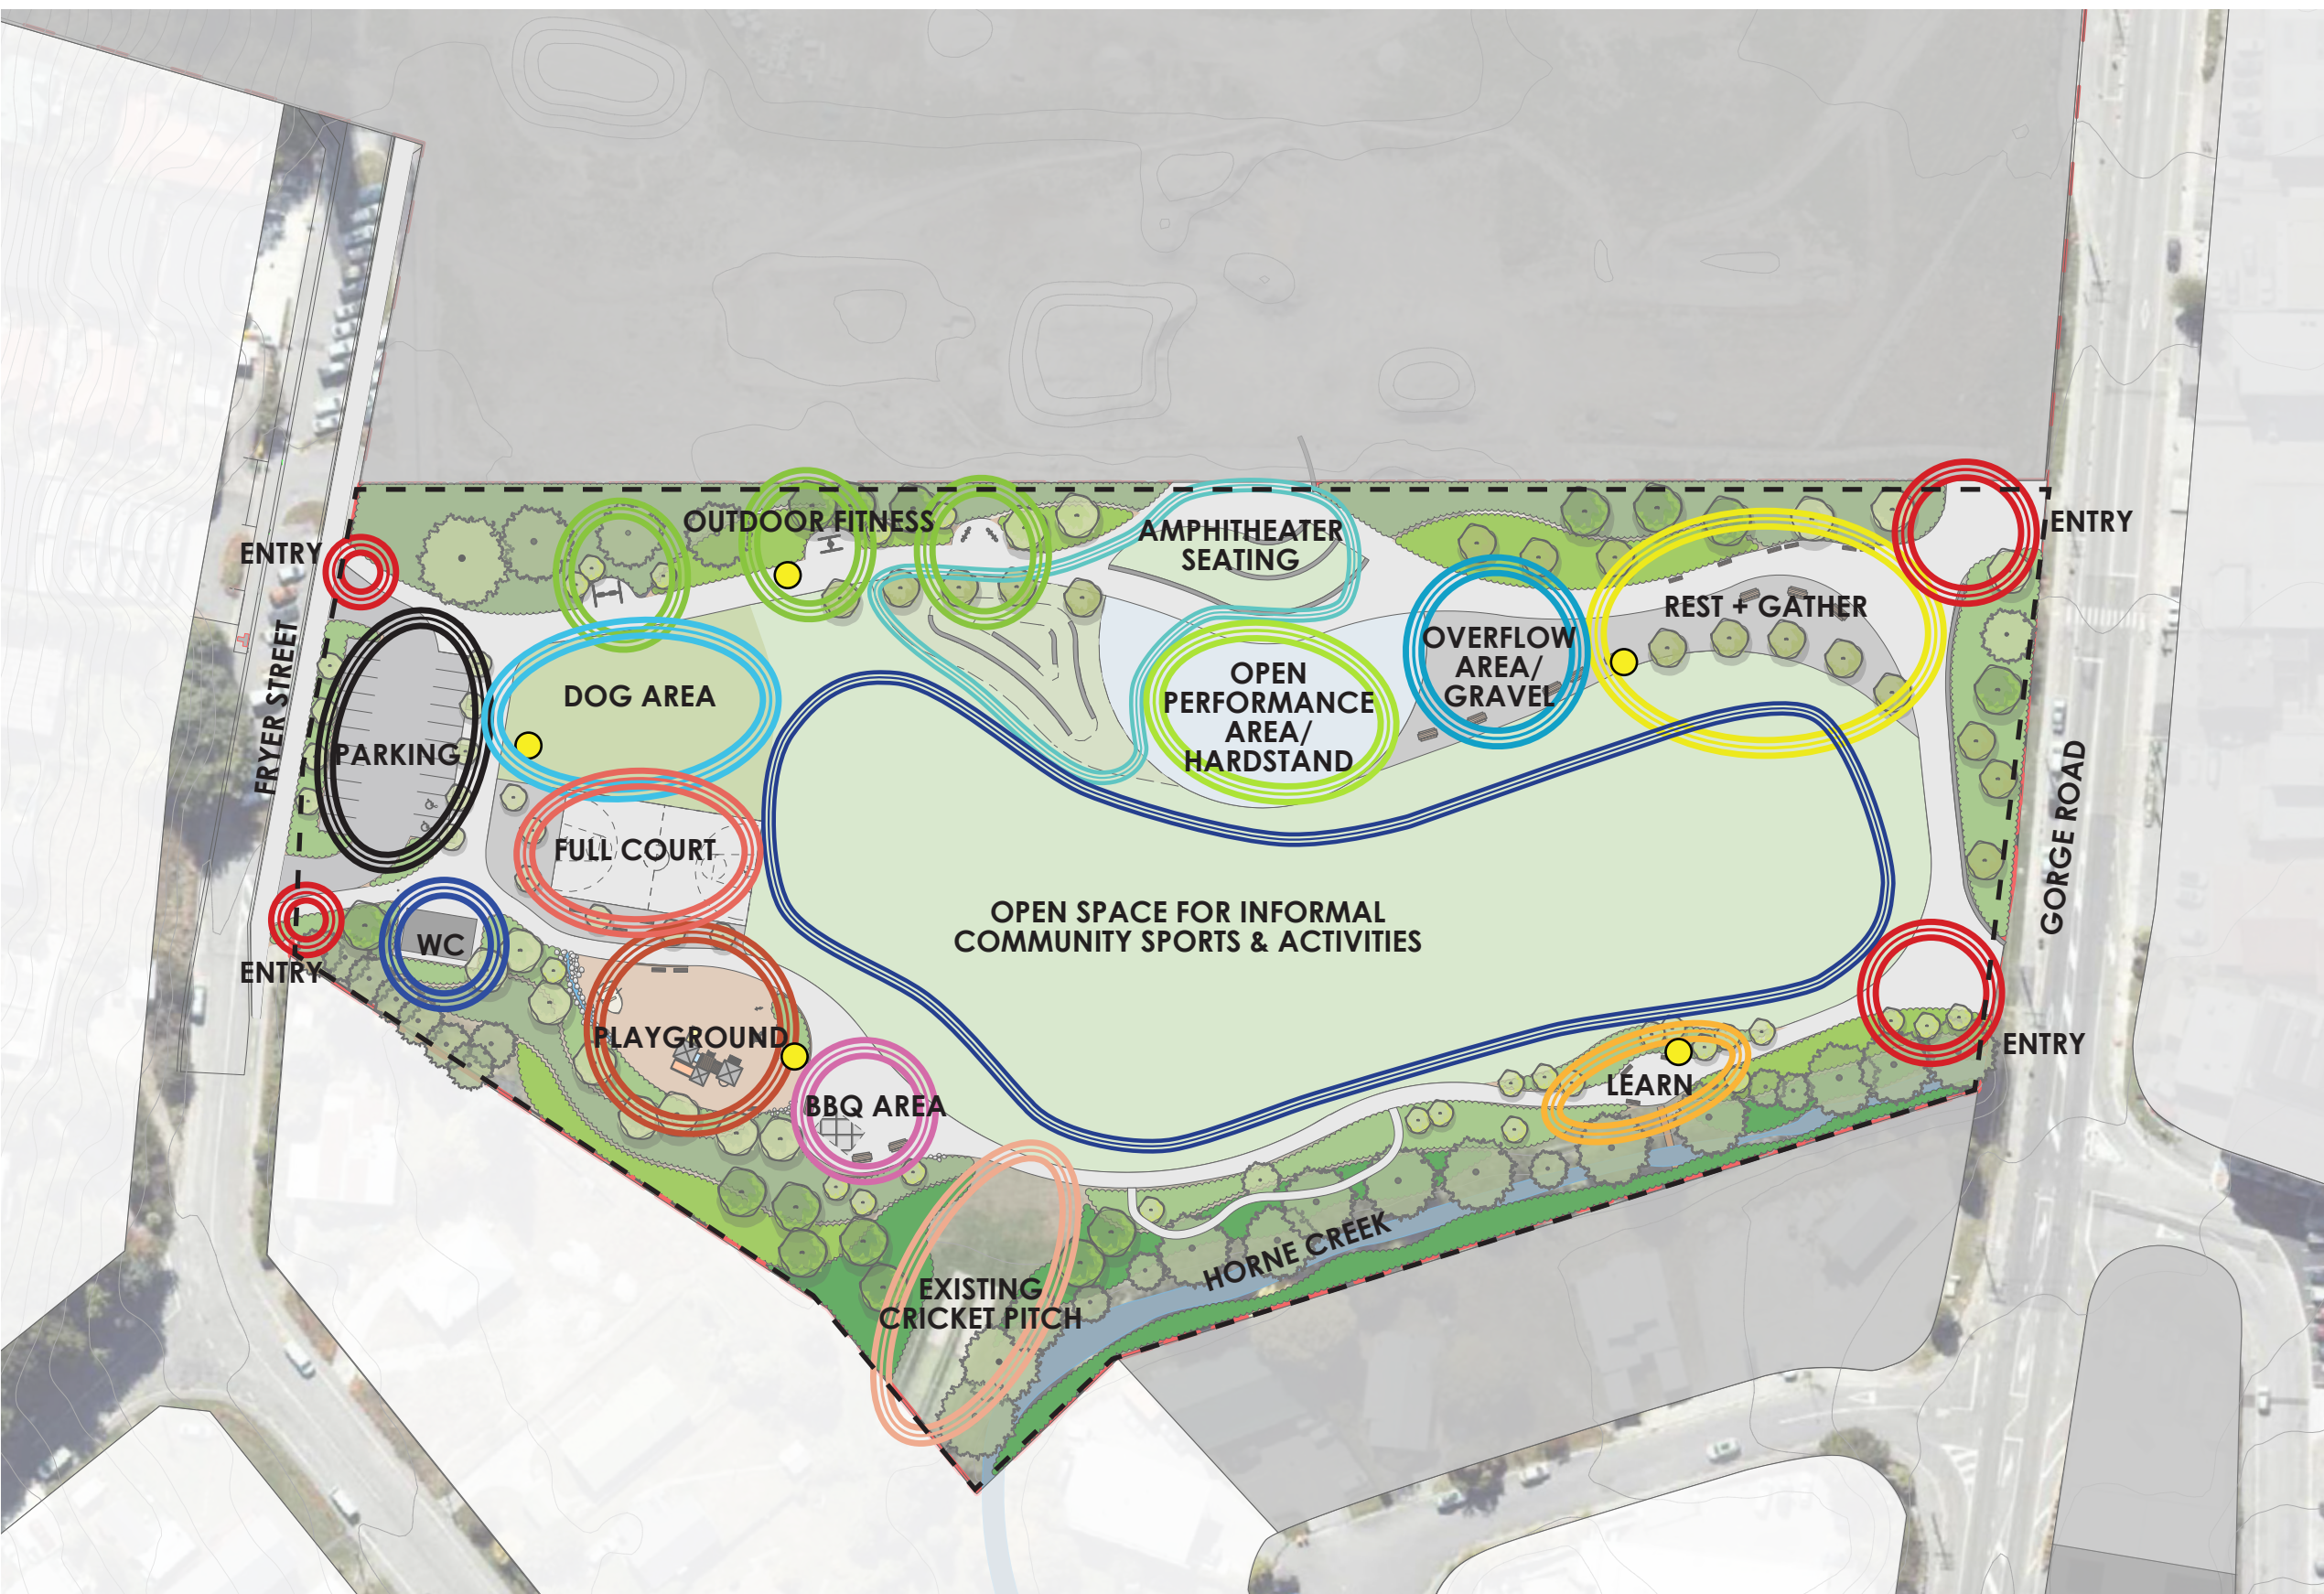 OUTDOOR FITNESS
ENTRY
AMPHITHEATER
SEATING
ENTRY
REST + GATHER
FRYER STREET
PARKING
DOG AREA
OPEN
PERFORMANCE
AREA/
HARDSTAND
OVERFLOW
AREA/
GRAVEL
GORGE ROAD
FULL COURT
OPEN SPACE FOR INFORMAL
COMMUNITY SPORTS & ACTIVITIES
WC
ENTRY
PLAYGROUND
ENTRY
BBQ AREA
LEARN
HORNE CREEK
EXISTING
CRICKET PITCH